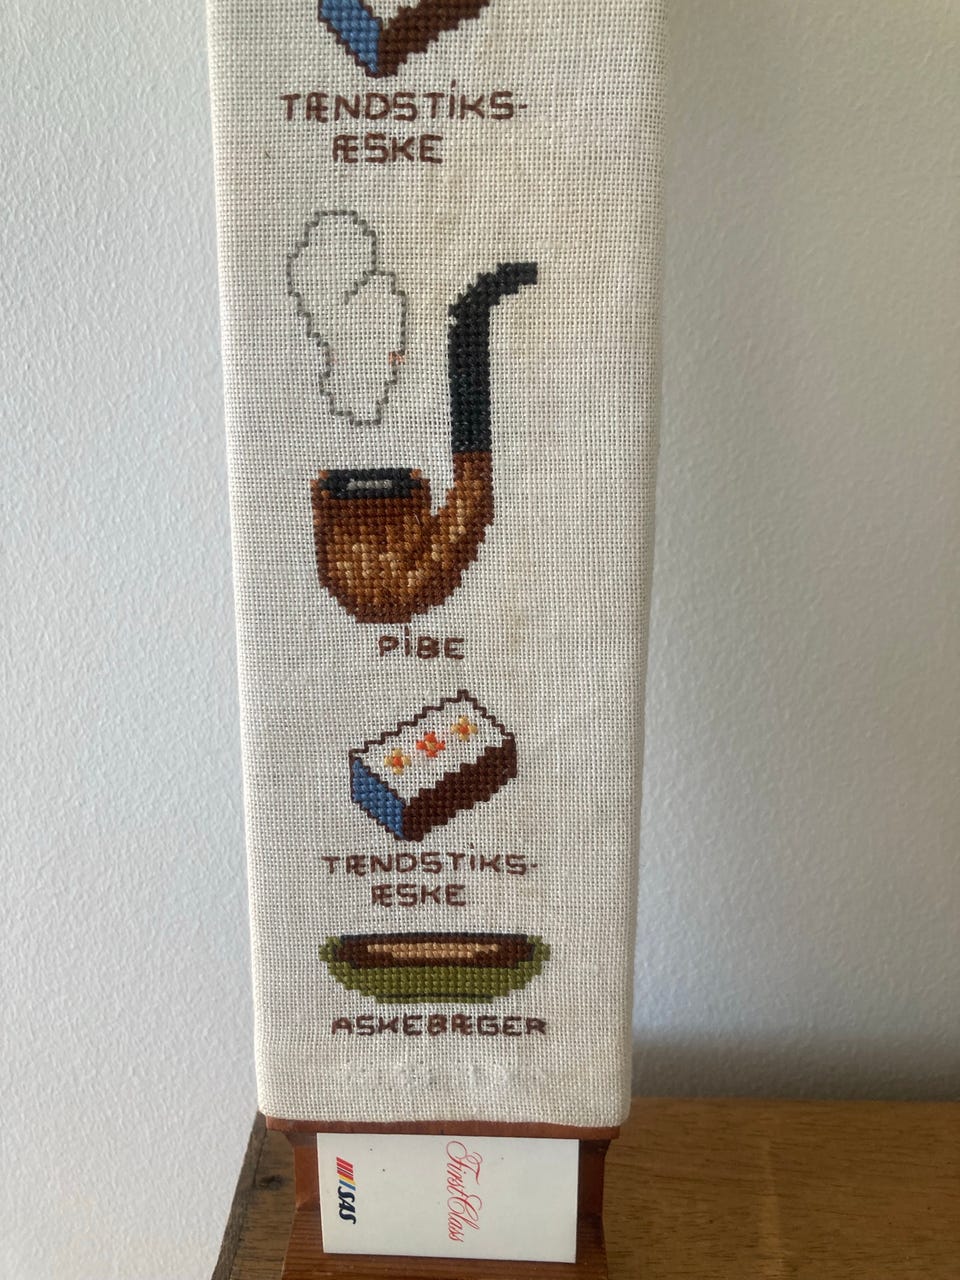 TÆNDSTIKS-
ÆSKE
PIBE
TÆNDSTIKS-
ÆSKE
ASKEBÆGER
First Class
SAS